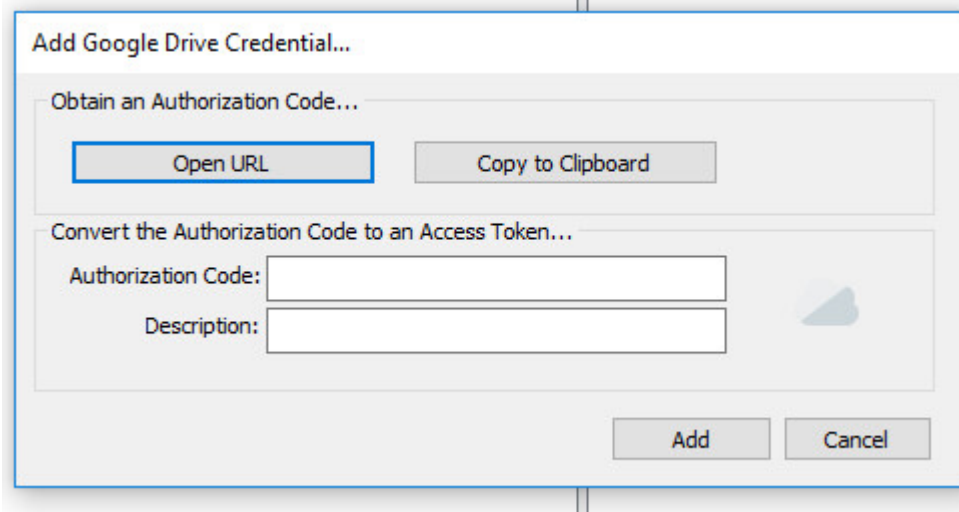 Add Google Drive Credential...
Obtain an Authorization Code...
Open URL
Copy to Clipboard
Convert the Authorization Code to an Access Token...
Authorization Code:
Description:
Add
Cancel